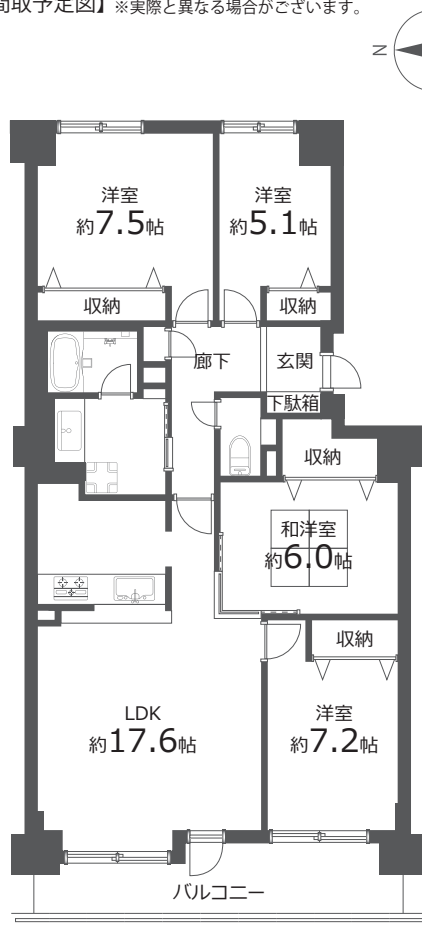 間取予定図】※実際と異なる場合がございます。
N
洋室
約7.5帖
洋室
約5.1帖
収納
収納
廊下
玄関
下駄箱
収納
和洋室
約6.0帖
収納
LDK
約17.6帖
洋室
約7.2帖
バルコニー